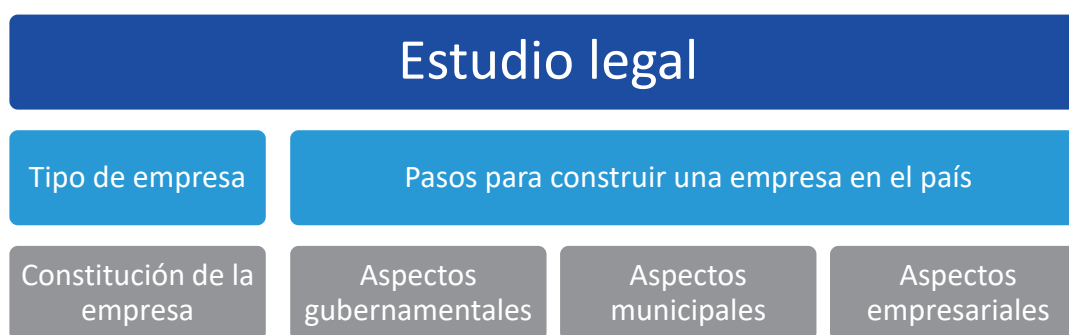 Estudio legal
Tipo de empresa
Pasos para construir una empresa en el país
Constitución de la
empresa
Aspectos
gubernamentales
Aspectos
municipales
Aspectos
empresariales